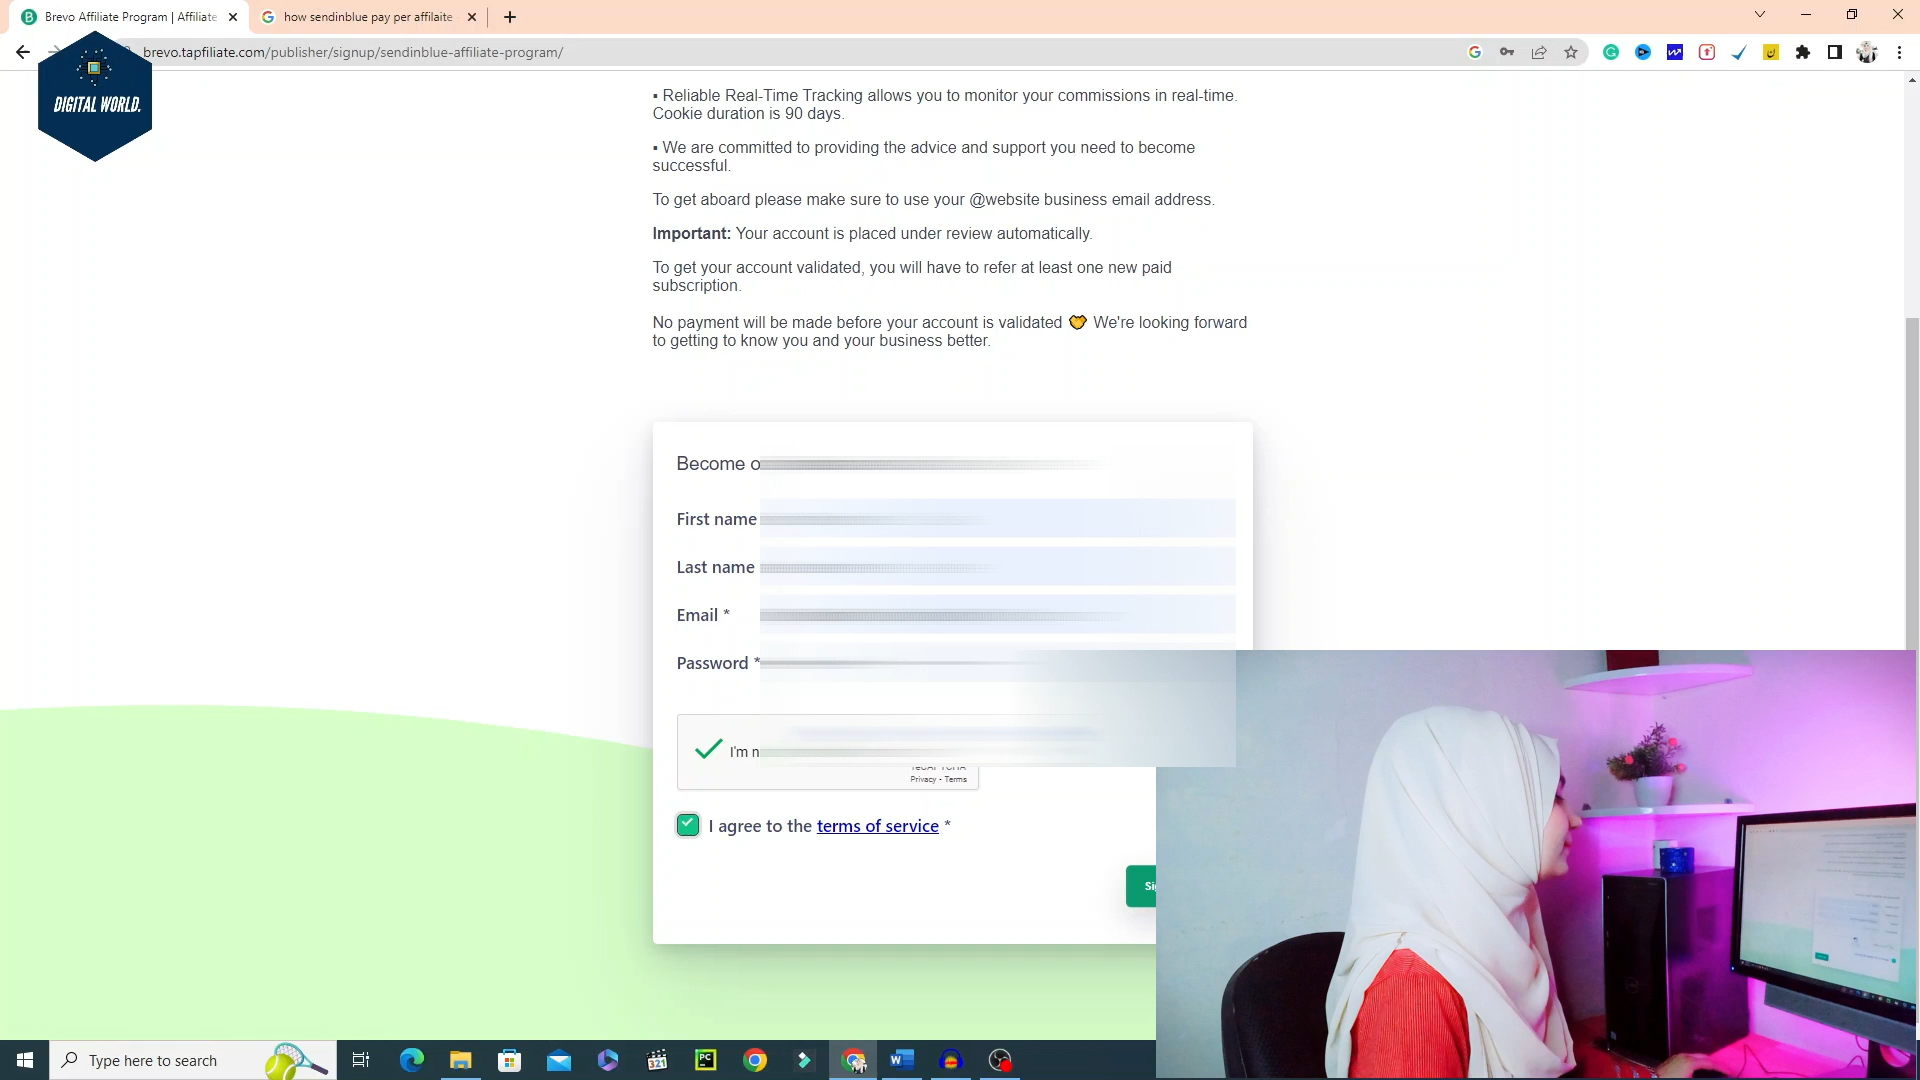 Brevo Affiliate Program | Affiliate
how sendinblue pay per affilaite
brevo.tapfiliate.com/publisher/signup/sendinblue-affiliate-program/
DIGITAL WORLD.
▪ Reliable Real-Time Tracking allows you to monitor your commissions in real-time.
Cookie duration is 90 days.
▪ We are committed to providing the advice and support you need to become
successful.
To get aboard please make sure to use your @website business email address.
Important: Your account is placed under review automatically.
To get your account validated, you will have to refer at least one new paid
subscription.
No payment will be made before your account is validated 💛 We're looking forward
to getting to know you and your business better.
Become
First name
Last name
Email *
Password *
I'm
Privacy - Terms
I agree to the terms of service *
Type here to search